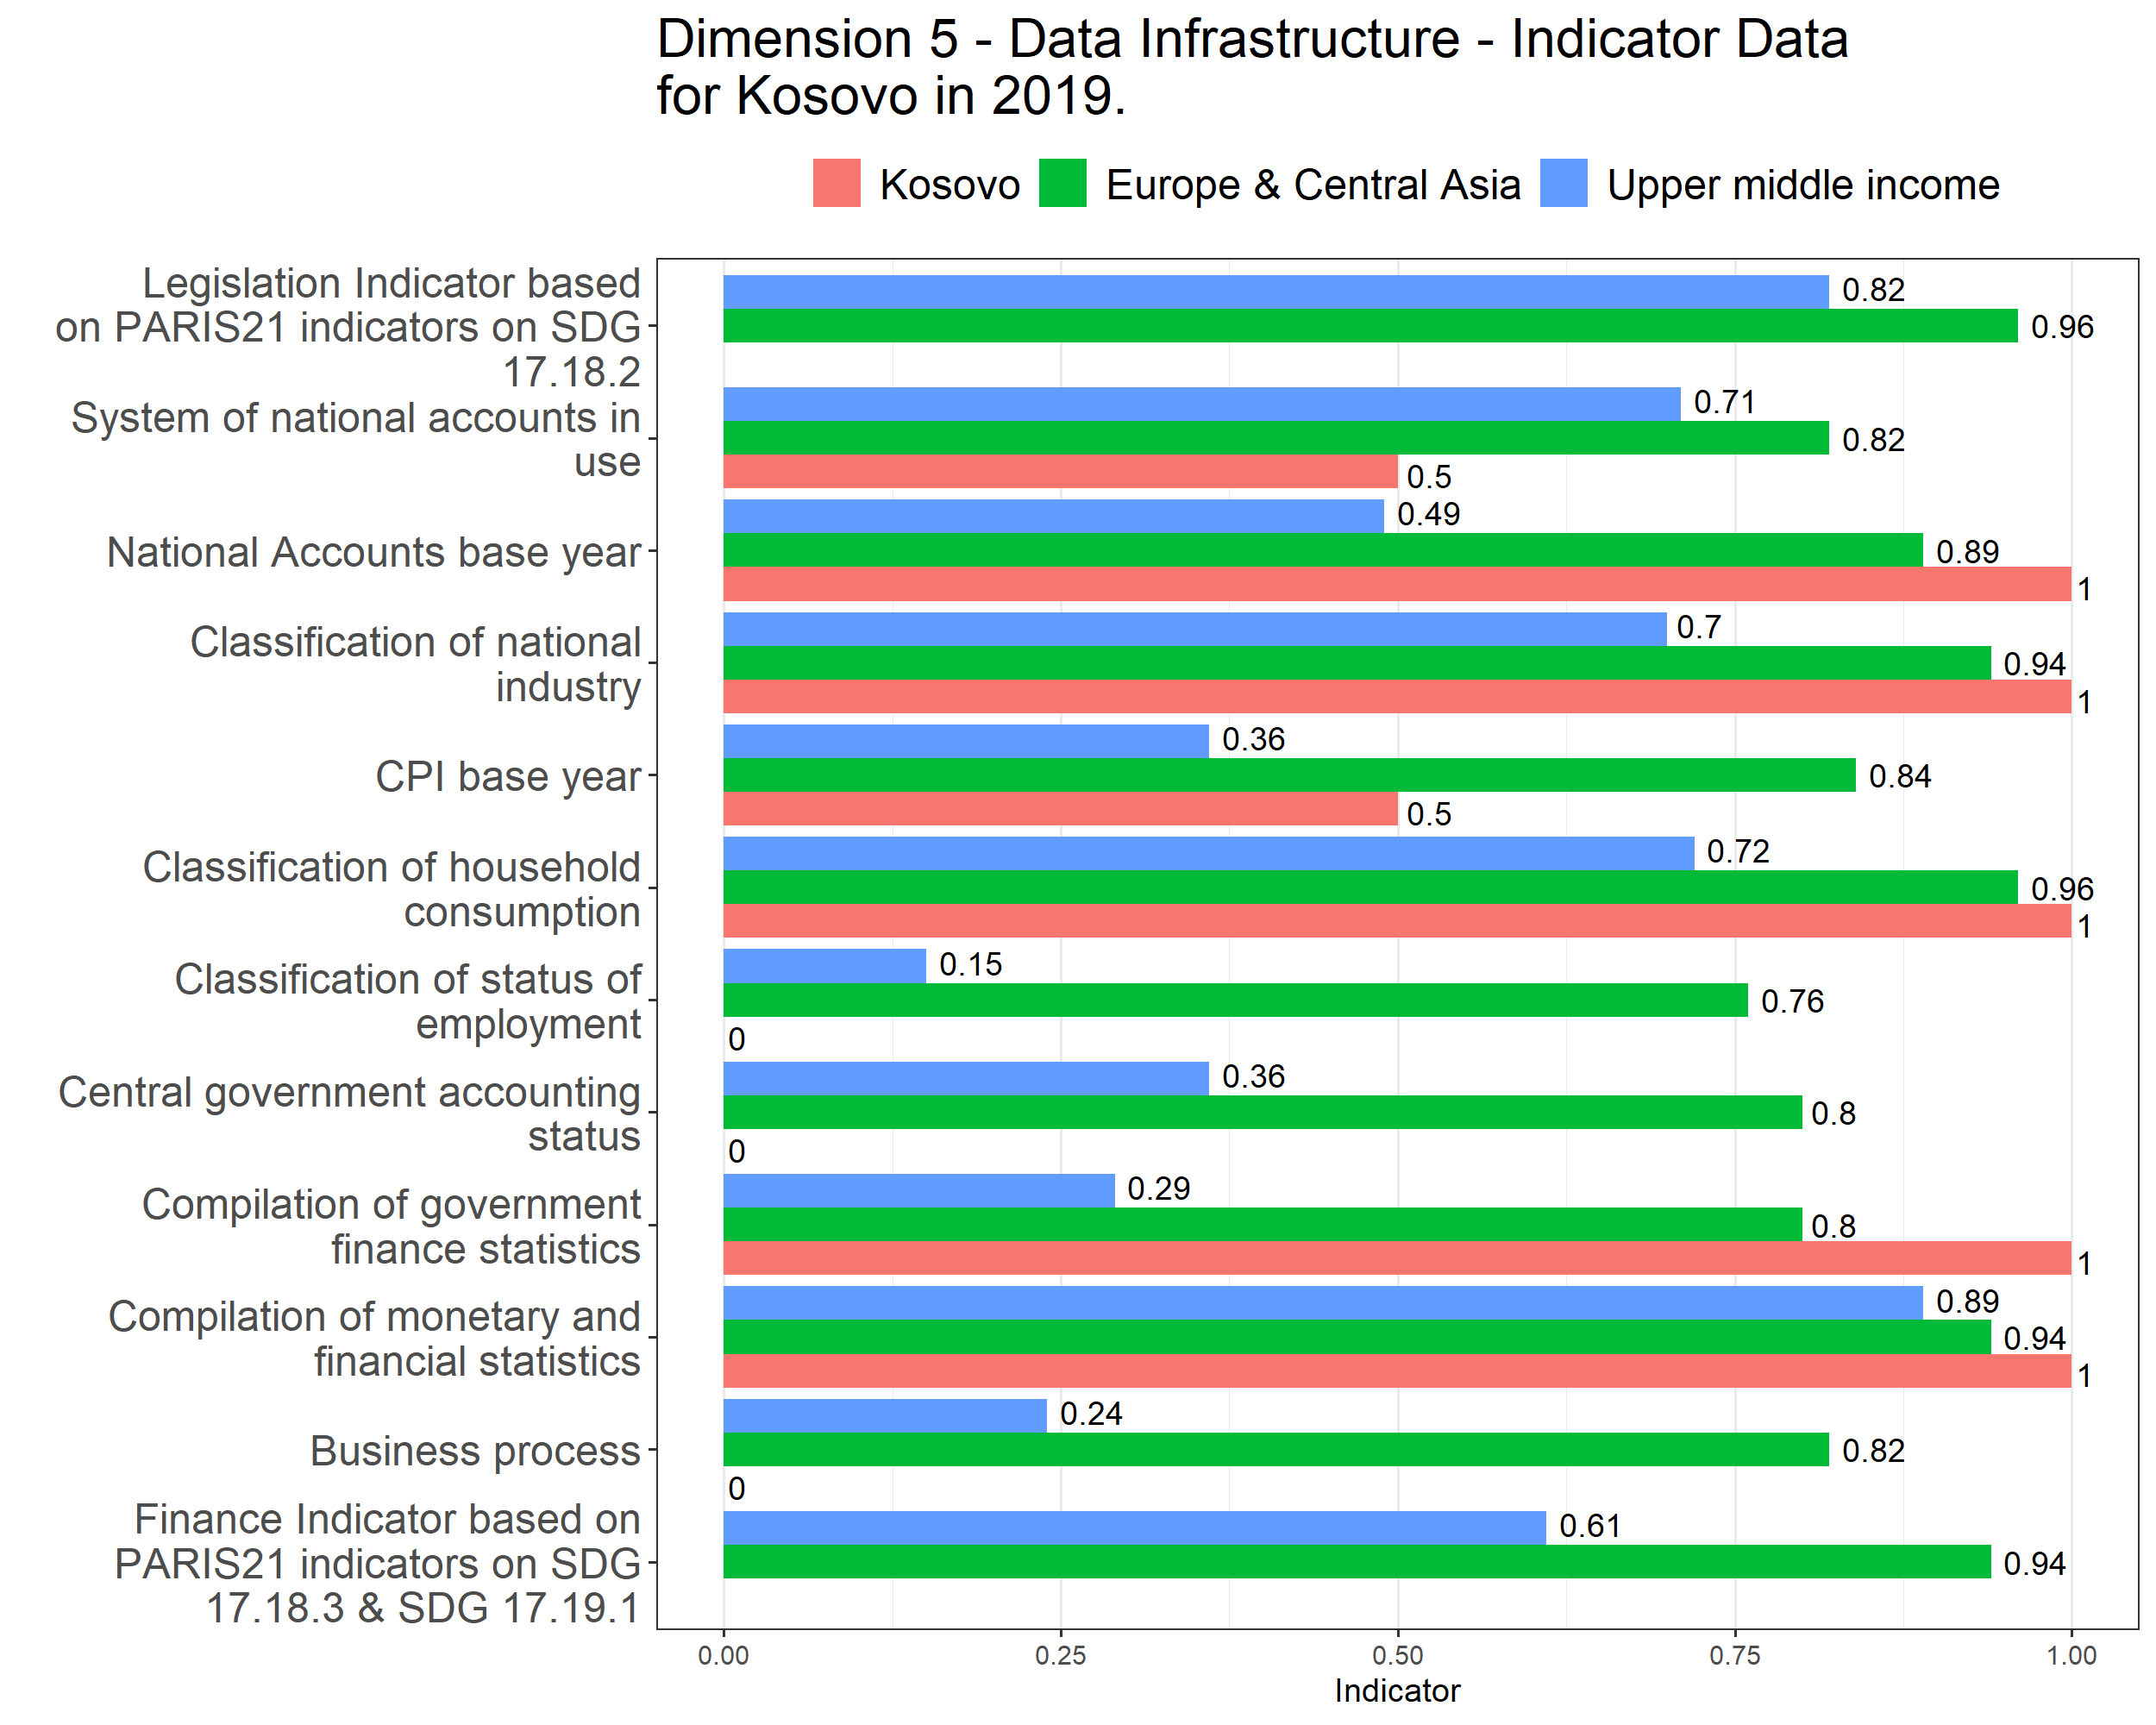 Dimension 5 - Data Infrastructure - Indicator Data
for Kosovo in 2019.
Kosovo
Europe & Central Asia
Upper middle income
Legislation Indicator based
on PARIS21 indicators on SDG
17.18.2
0.82
0.96
System of national accounts in
use
0.71
0.82
0.5
National Accounts base year
0.49
0.89
1
Classification of national
industry
0.7
0.94
1
CPI base year
0.36
0.84
0.5
Classification of household
consumption
0.72
0.96
1
Classification of status of
employment
0.15
0.76
0
Central government accounting
status
0.36
0.8
0
Compilation of government
finance statistics
0.29
0.8
1
Compilation of monetary and
financial statistics
0.89
0.94
1
Business process
0.24
0.82
0
Finance Indicator based on
PARIS21 indicators on SDG
17.18.3 & SDG 17.19.1
0.61
0.94
0.00
0.25
0.50
0.75
1.00
Indicator